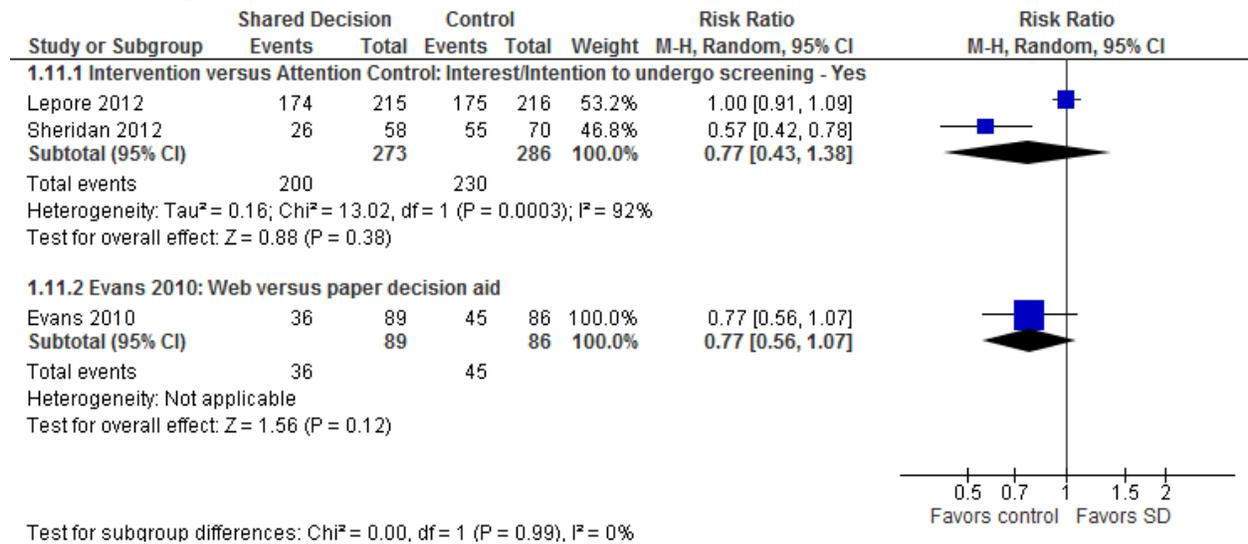 Shared Decision Control Risk Ratio Risk Ratio
Study or Subgroup Events Total Events Total Weight M-H, Random, 95% CI M-H, Random, 95% CI
1.11.1 Intervention versus Attention Control: Interest/Intention to undergo screening - Yes
Lepore 2012 174 215 175 216 53.2% 1.00 [0.91, 1.09]
Sheridan 2012 26 58 55 70 46.8% 0.57 [0.42, 0.78]
Subtotal (95% CI) 273 286 100.0% 0.77 [0.43, 1.38]
Total events 200 230
Heterogeneity: Tau² = 0.16; Chi² = 13.02, df = 1 (P = 0.0003); I² = 92%
Test for overall effect: Z = 0.88 (P = 0.38)
1.11.2 Evans 2010: Web versus paper decision aid
Evans 2010 36 89 45 86 100.0% 0.77 [0.56, 1.07]
Subtotal (95% CI) 89 86 100.0% 0.77 [0.56, 1.07]
Total events 36 45
Heterogeneity: Not applicable
Test for overall effect: Z = 1.56 (P = 0.12)
0.5 0.7 1 1.5 2
Favors control Favors SD
Test for subgroup differences: Chi² = 0.00, df = 1 (P = 0.99), I² = 0%